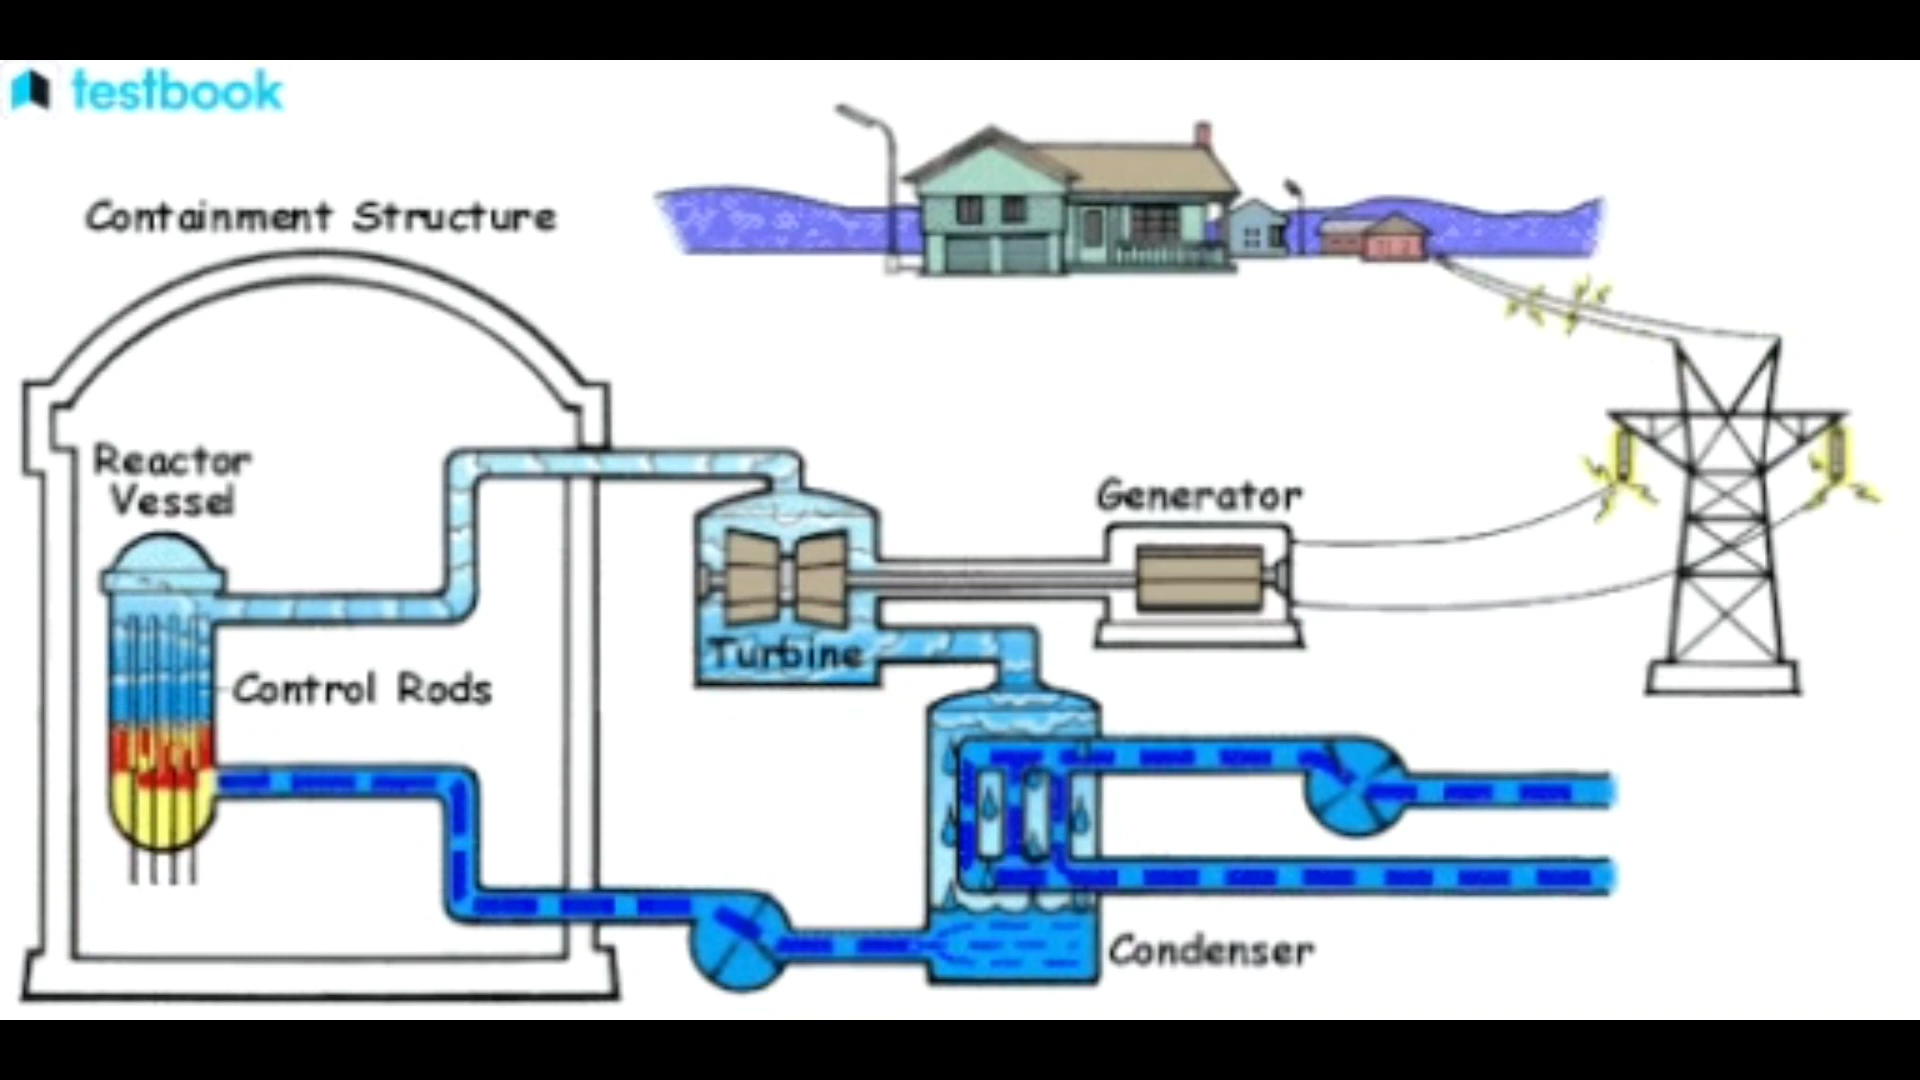 testbook
Containment Structure
Reactor
Vessel
Generator
Turbine
Control Rods
Condenser